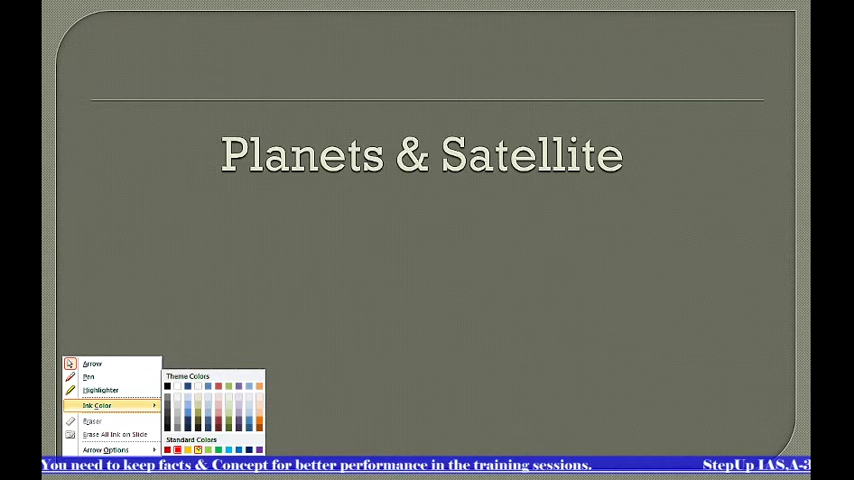 Planets & Satellite
Arrow
Pen
Highlighter
Ink Color
Eraser
Erase All Ink on Slide
Arrow Options
Theme Colors
Standard Colors
You need to keep facts & Concept for better performance in the training sessions.
StepUp IAS,A-3